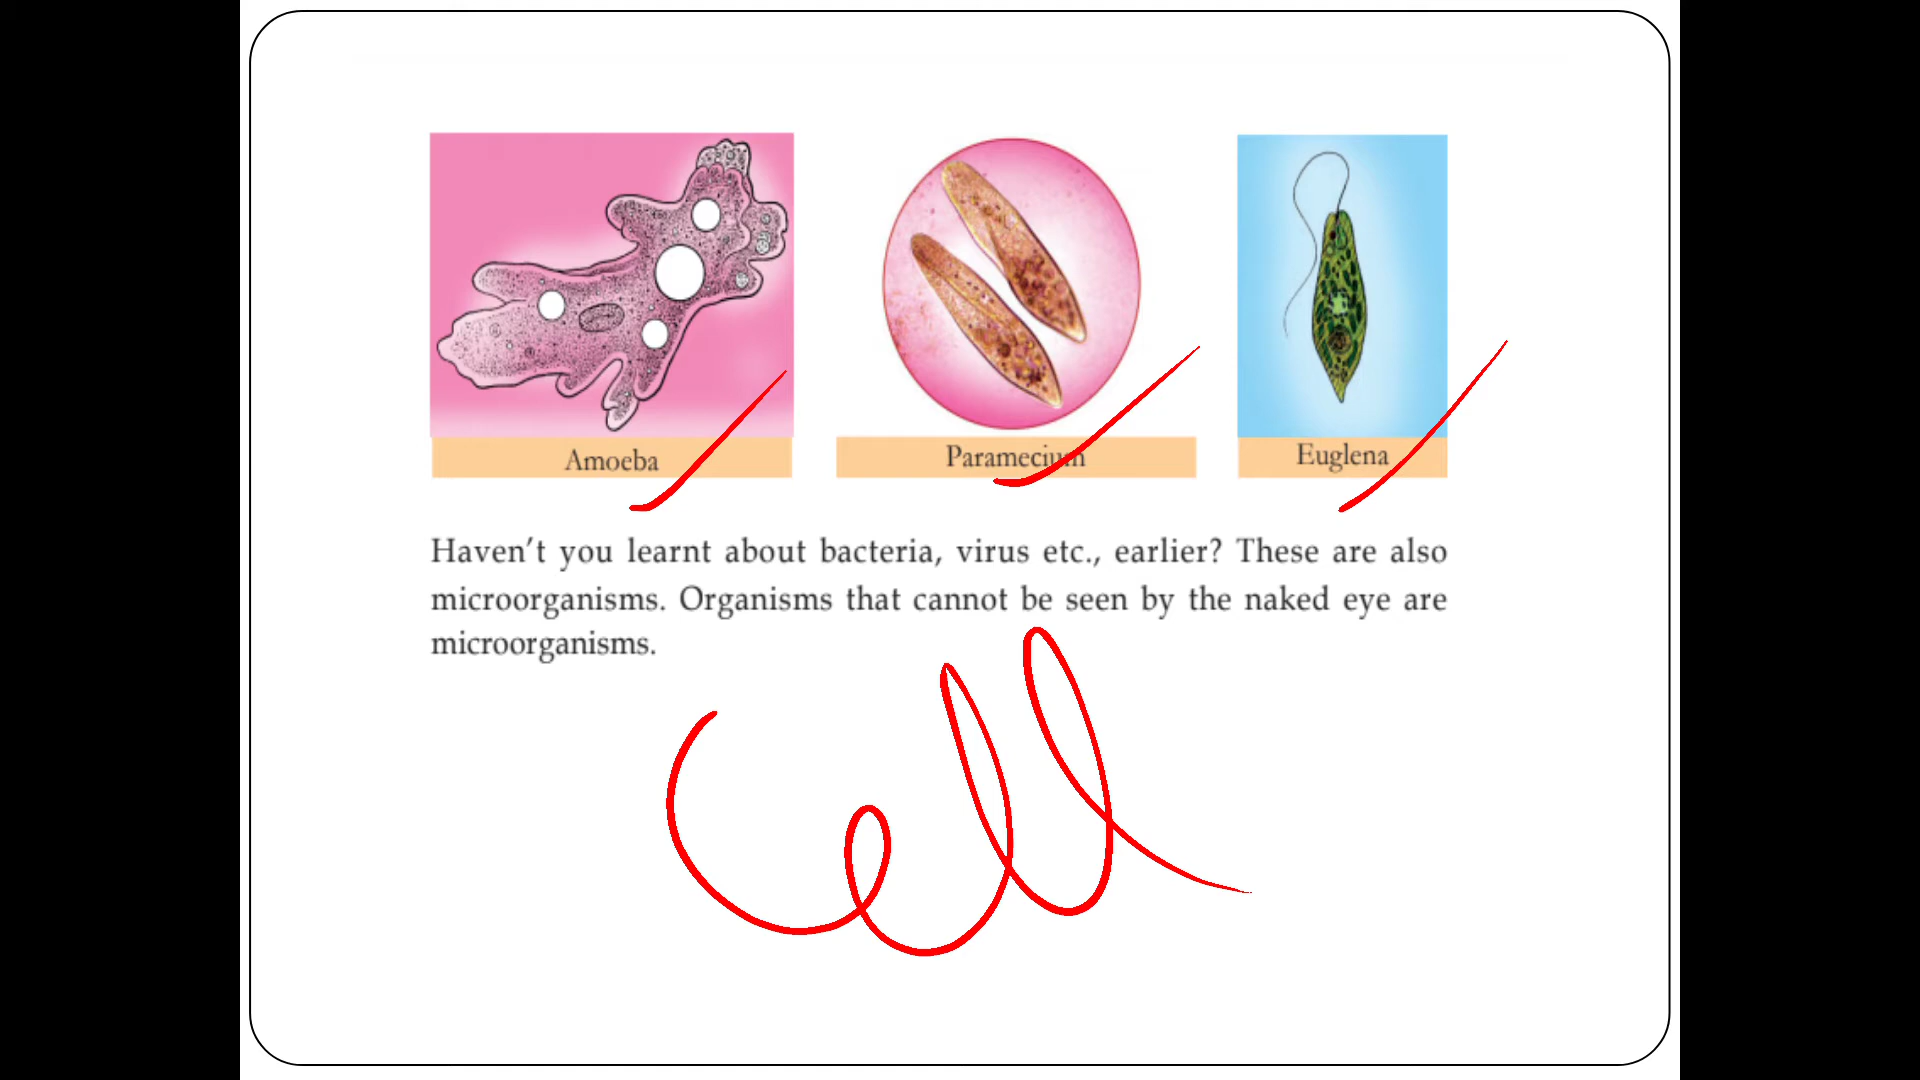 Amoeba
Paramecium
Euglena
Haven't you learnt about bacteria, virus etc., earlier? These are also
microorganisms. Organisms that cannot be seen by the naked eye are
microorganisms.
cell